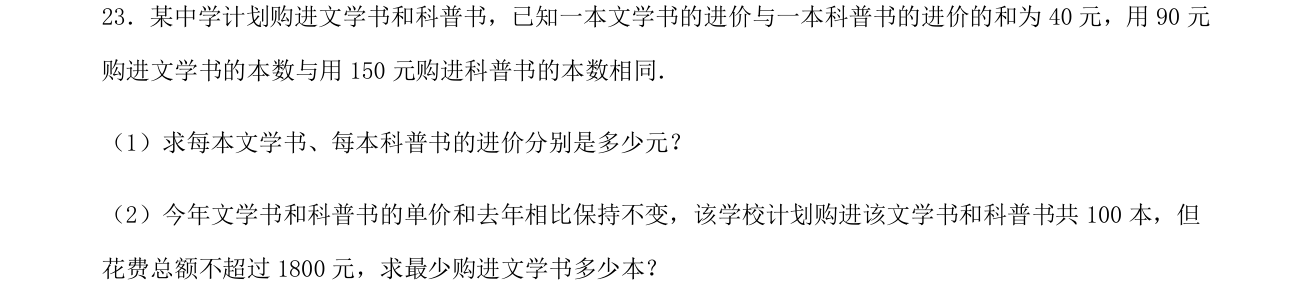 23．某中学计划购进文学书和科普书，已知一本文学书的进价与一本科普书的进价的和为 40 元，用 90 元
购进文学书的本数与用 150 元购进科普书的本数相同．
（1）求每本文学书、每本科普书的进价分别是多少元？
（2）今年文学书和科普书的单价和去年相比保持不变，该学校计划购进该文学书和科普书共 100 本，但
花费总额不超过 1800 元，求最少购进文学书多少本？